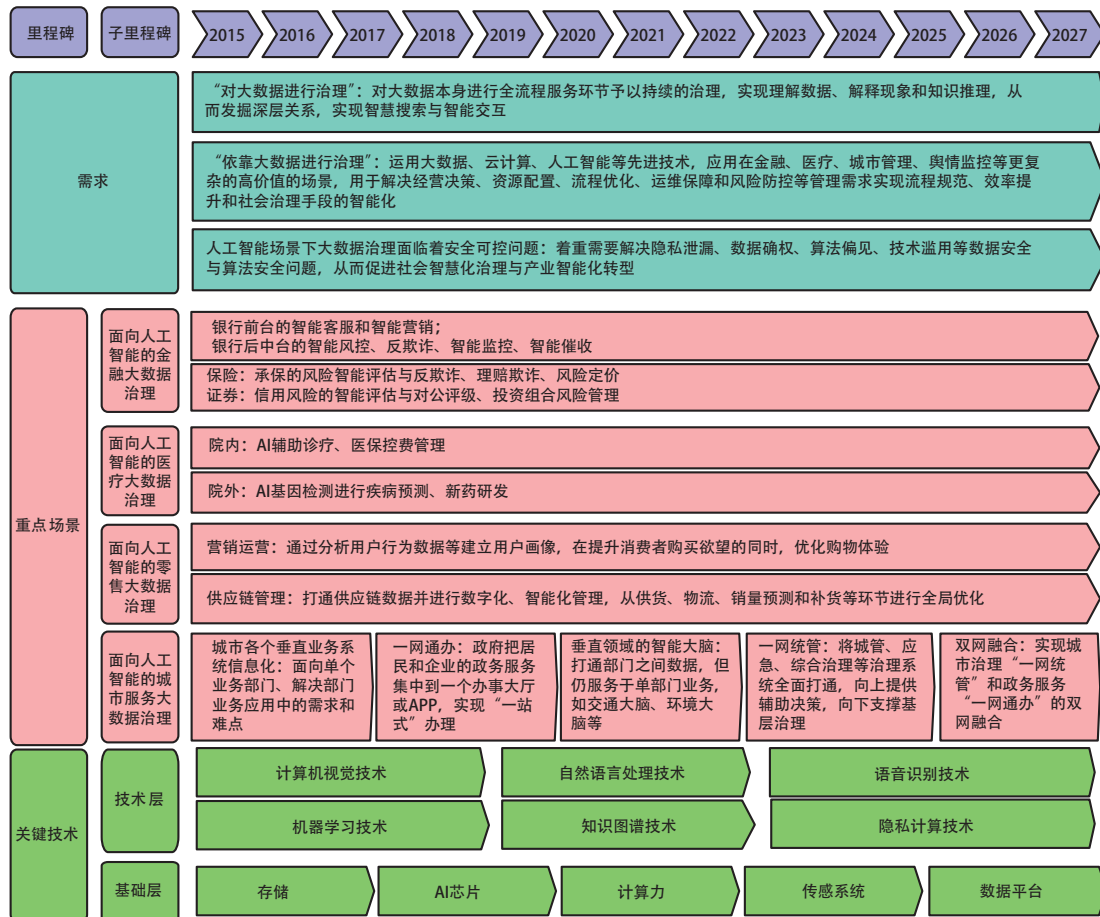 里程碑
子里程碑
2015
2016
2017
2018
2019
2020
2021
2022
2023
2024
2025
2026
2027
需求
“对大数据进行治理”：对大数据本身进行全流程服务环节予以持续的治理，实现理解数据、解释现象和知识推理，从
而发掘深层关系，实现智慧搜索与智能交互
“依靠大数据进行治理”：运用大数据、云计算、人工智能等先进技术，应用在金融、医疗、城市管理、舆情监控等更复
杂的高价值的场景，用于解决经营决策、资源配置、流程优化、运维保障和风险防控等管理需求实现流程规范、效率提
升和社会治理手段的智能化
人工智能场景下大数据治理面临着安全可控问题：着重需要解决隐私泄漏、数据确权、算法偏见、技术滥用等数据安全
与算法安全问题，从而促进社会智慧化治理与产业智能化转型
重点场景
面向人工
智能的金
融大数据
治理
银行前台的智能客服和智能营销；
银行后中台的智能风控、反欺诈、智能监控、智能催收
保险：承保的风险智能评估与反欺诈、理赔欺诈、风险定价
证券：信用风险的智能评估与对公评级、投资组合风险管理
面向人工
智能的医
疗大数据
治理
院内：AI辅助诊疗、医保控费管理
院外：AI基因检测进行疾病预测、新药研发
面向人工
智能的零
售大数据
治理
营销运营：通过分析用户行为数据等建立用户画像，在提升消费者购买欲望的同时，优化购物体验
供应链管理：打通供应链数据并进行数字化、智能化管理，从供货、物流、销量预测和补货等环节进行全局优化
面向人工
智能的城
市服务大
数据治理
城市各个垂直业务系
统信息化：面向单个
业务部门、解决部门
业务应用中的需求和
难点
一网通办：政府把居
民和企业的政务服务
集中到一个办事大厅
或APP，实现“一站
式”办理
垂直领域的智能大脑：
打通部门之间数据，但
仍服务于单部门业务，
如交通大脑、环境大
脑等
一网统管：将城管、应
急、综合治理等治理系
统全面打通，向上提供
辅助决策，向下支撑基
层治理
双网融合：实现城
市治理“一网统
管”和政务服务
“一网通办”的双
网融合
关键技术
技术层
计算机视觉技术
自然语言处理技术
语音识别技术
机器学习技术
知识图谱技术
隐私计算技术
基础层
存储
AI芯片
计算力
传感系统
数据平台